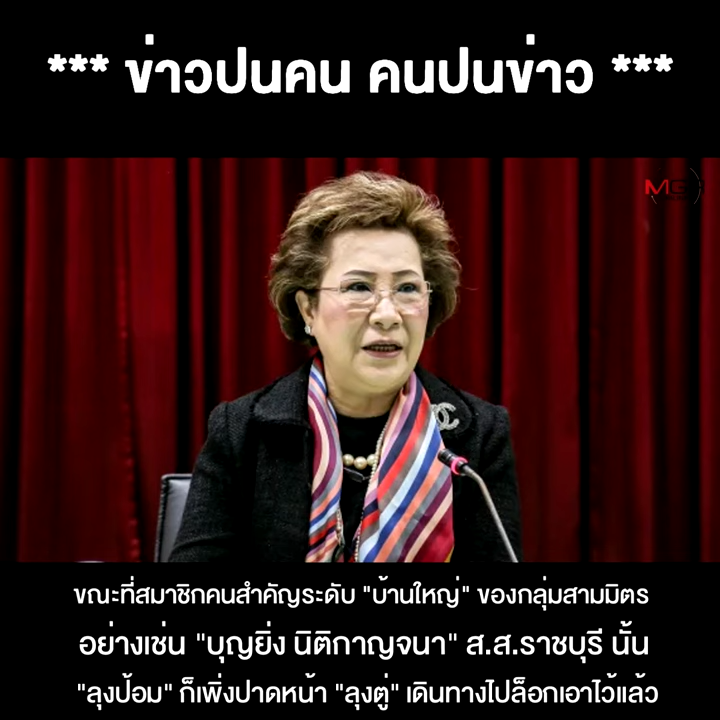 *** ข่าวปนคน คนปนข่าว ***
ขณะที่สมาชิกคนสำคัญระดับ "บ้านใหญ่" ของกลุ่มสามมิตร
อย่างเช่น "บุญยิ่ง นิติกาญจนา" ส.ส.ราชบุรี นั้น
"ลุงป้อม" ก็เพิ่งปาดหน้า "ลุงตู่" เดินทางไปล็อกเอาไว้แล้ว